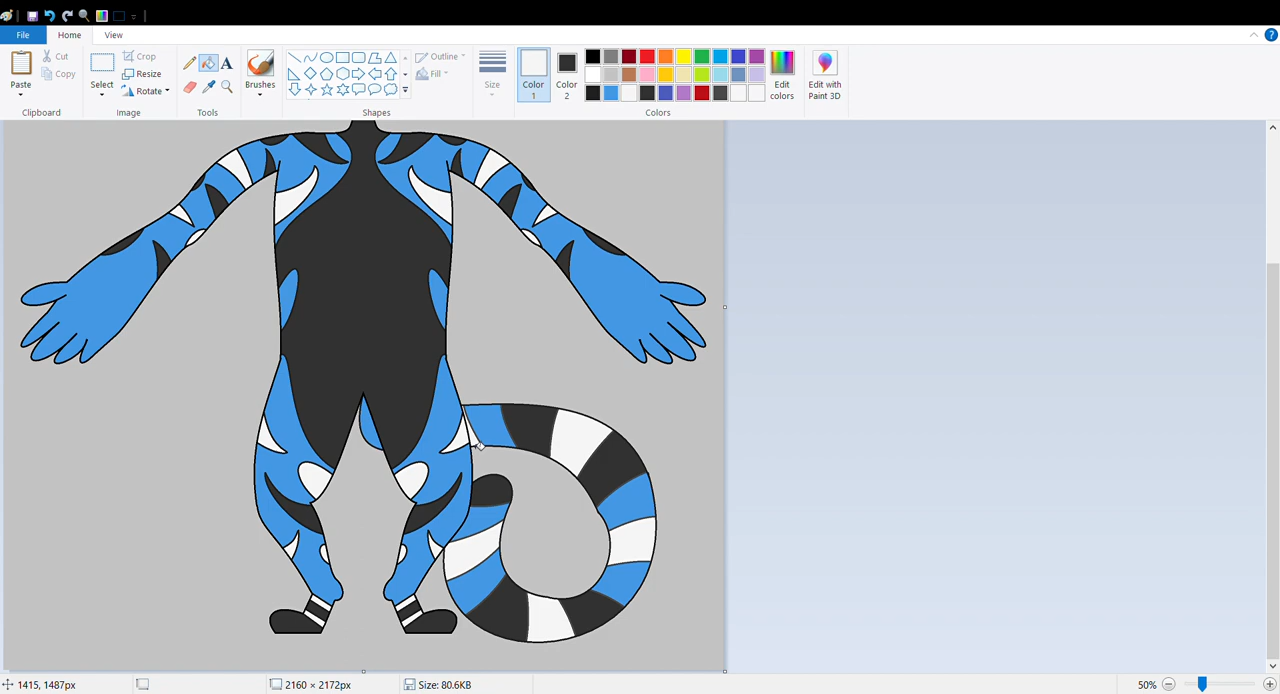 File Home View
Paste
Cut
Copy
Clipboard
Select
Crop
Resize
Rotate
Image
A
Tools
Brushes
Outline
Fill
Shapes
Size
Color
1
Color
2
Edit
colors
Edit with
Paint 3D
Colors
?
1415, 1487px
2160 × 2172px
Size: 80.6KB
50%